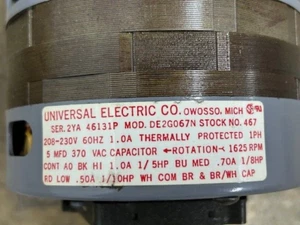 UNIVERSAL ELECTRIC CO. OWOSSO, MICH
SER. 2YA 46131P MOD. DE2G067N STOCK NO. 467
208-230V 60HZ 1.0A THERMALLY PROTECTED 1PH
5 MFD 370 VAC CAPACITOR ←ROTATION 1625 RPM
CONT AO BK HI 1.0A 1/5HP BU MED .70A 1/8HP
RD LOW .50A 1/10HP WH COM BR & BR/WH CAP